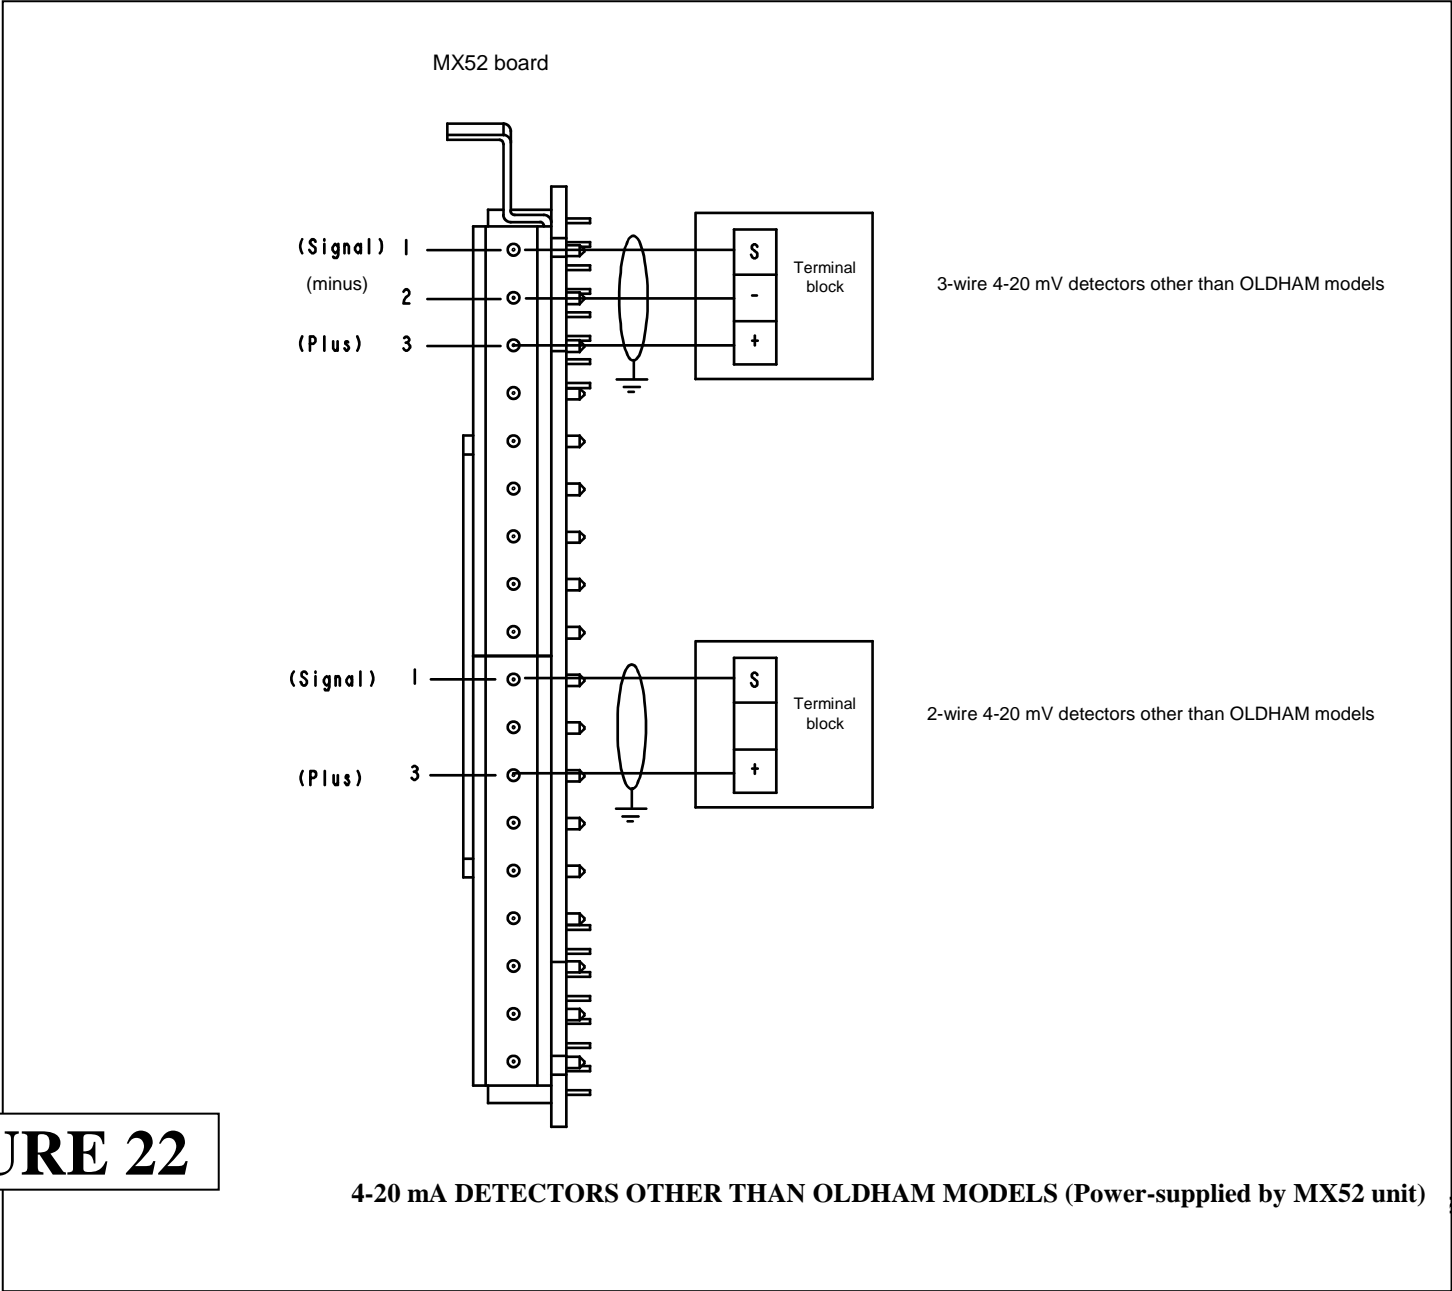 MX52 board
(Signal) 1
(minus)
2
(Plus) 3
S
-
+
Terminal
block
3-wire 4-20 mV detectors other than OLDHAM models
(Signal) 1
(Plus) 3
S
+
Terminal
block
2-wire 4-20 mV detectors other than OLDHAM models
URE 22
4-20 mA DETECTORS OTHER THAN OLDHAM MODELS (Power-supplied by MX52 unit)